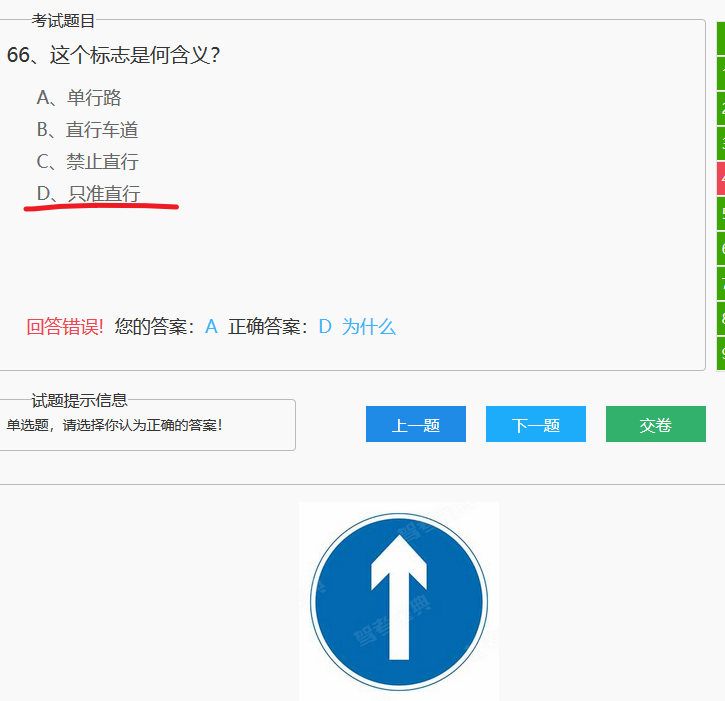 考试题目
66、这个标志是何含义？
A、单行路
B、直行车道
C、禁止直行
D、只准直行
回答错误! 您的答案：A 正确答案：D 为什么
试题提示信息
单选题，请选择你认为正确的答案！
上一题
下一题
交卷